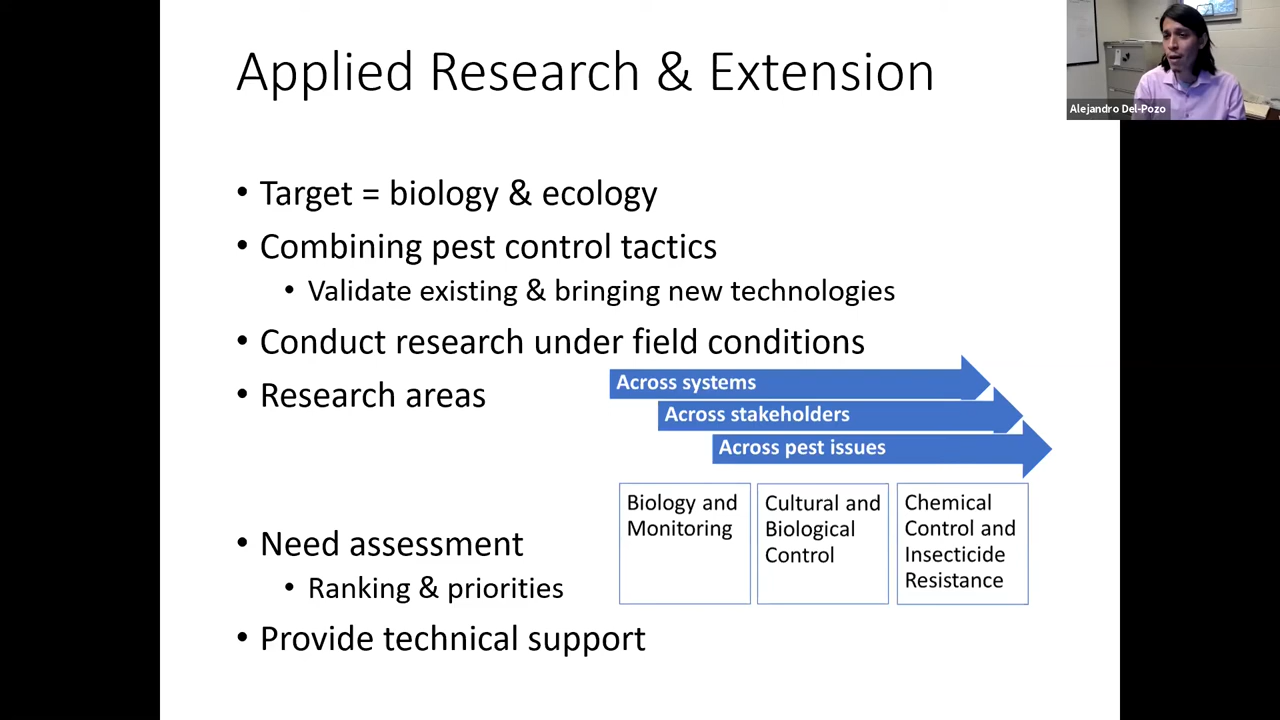 Applied Research & Extension
Alejandro Del-Pozo
• Target = biology & ecology
• Combining pest control tactics
• Validate existing & bringing new technologies
• Conduct research under field conditions
• Research areas
Across systems
Across stakeholders
Across pest issues
Biology and
Monitoring
Cultural and
Biological
Control
Chemical
Control and
Insecticide
Resistance
• Need assessment
• Ranking & priorities
• Provide technical support